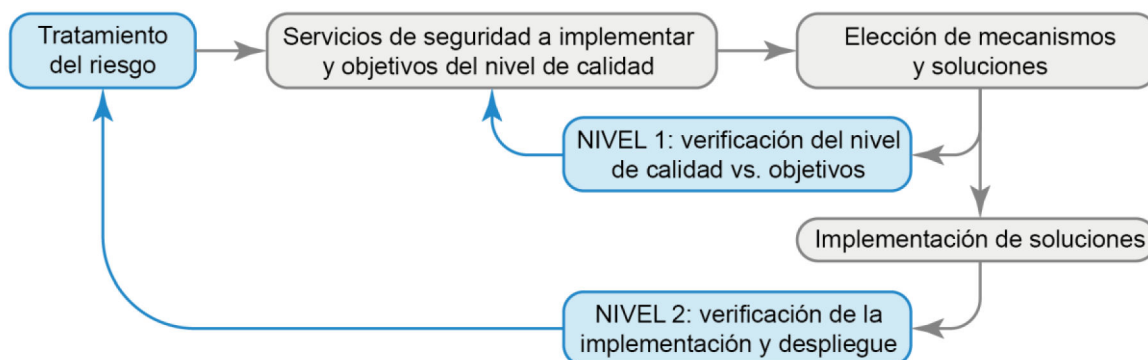 Tratamiento
del riesgo
Servicios de seguridad a implementar
y objetivos del nivel de calidad
Elección de mecanismos
y soluciones
NIVEL 1: verificación del nivel
de calidad vs. objetivos
Implementación de soluciones
NIVEL 2: verificación de la
implementación y despliegue